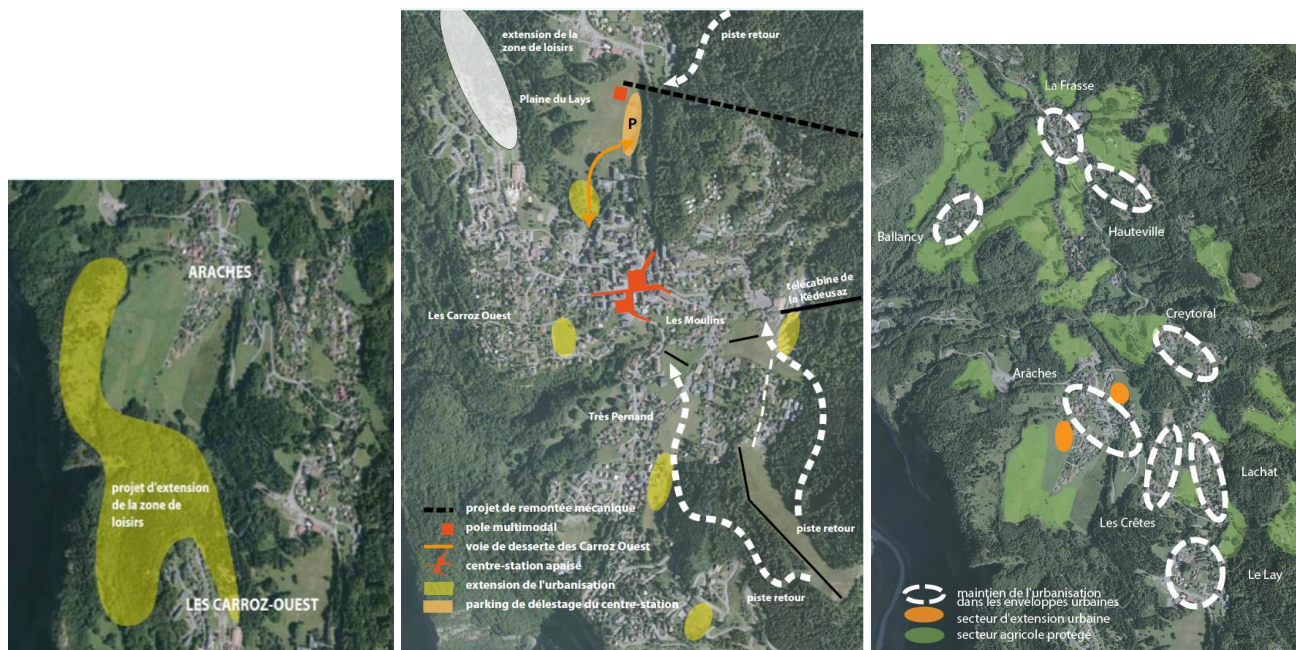 ARACHES
projet d'extension
de la zone de
loisirs
LES CARROZ-OUEST
extension de la
zone de loisirs
piste retour
Plaine du Lays
P
télécabine de
la Kédeusaz
Les Carroz Ouest
Les Moulins
Très Pernand
piste retour
piste retour
projet de remontée mécanique
pole multimodal
voie de desserte des Carroz Ouest
centre-station apaisé
extension de l'urbanisation
parking de délestage du centre-station
La Frasse
Ballancy
Hauteville
Creytoral
Arâches
Lachat
Les Crêtes
Le Lay
maintien de l'urbanisation
dans les enveloppes urbaines
secteur d'extension urbaine
secteur agricole protégé